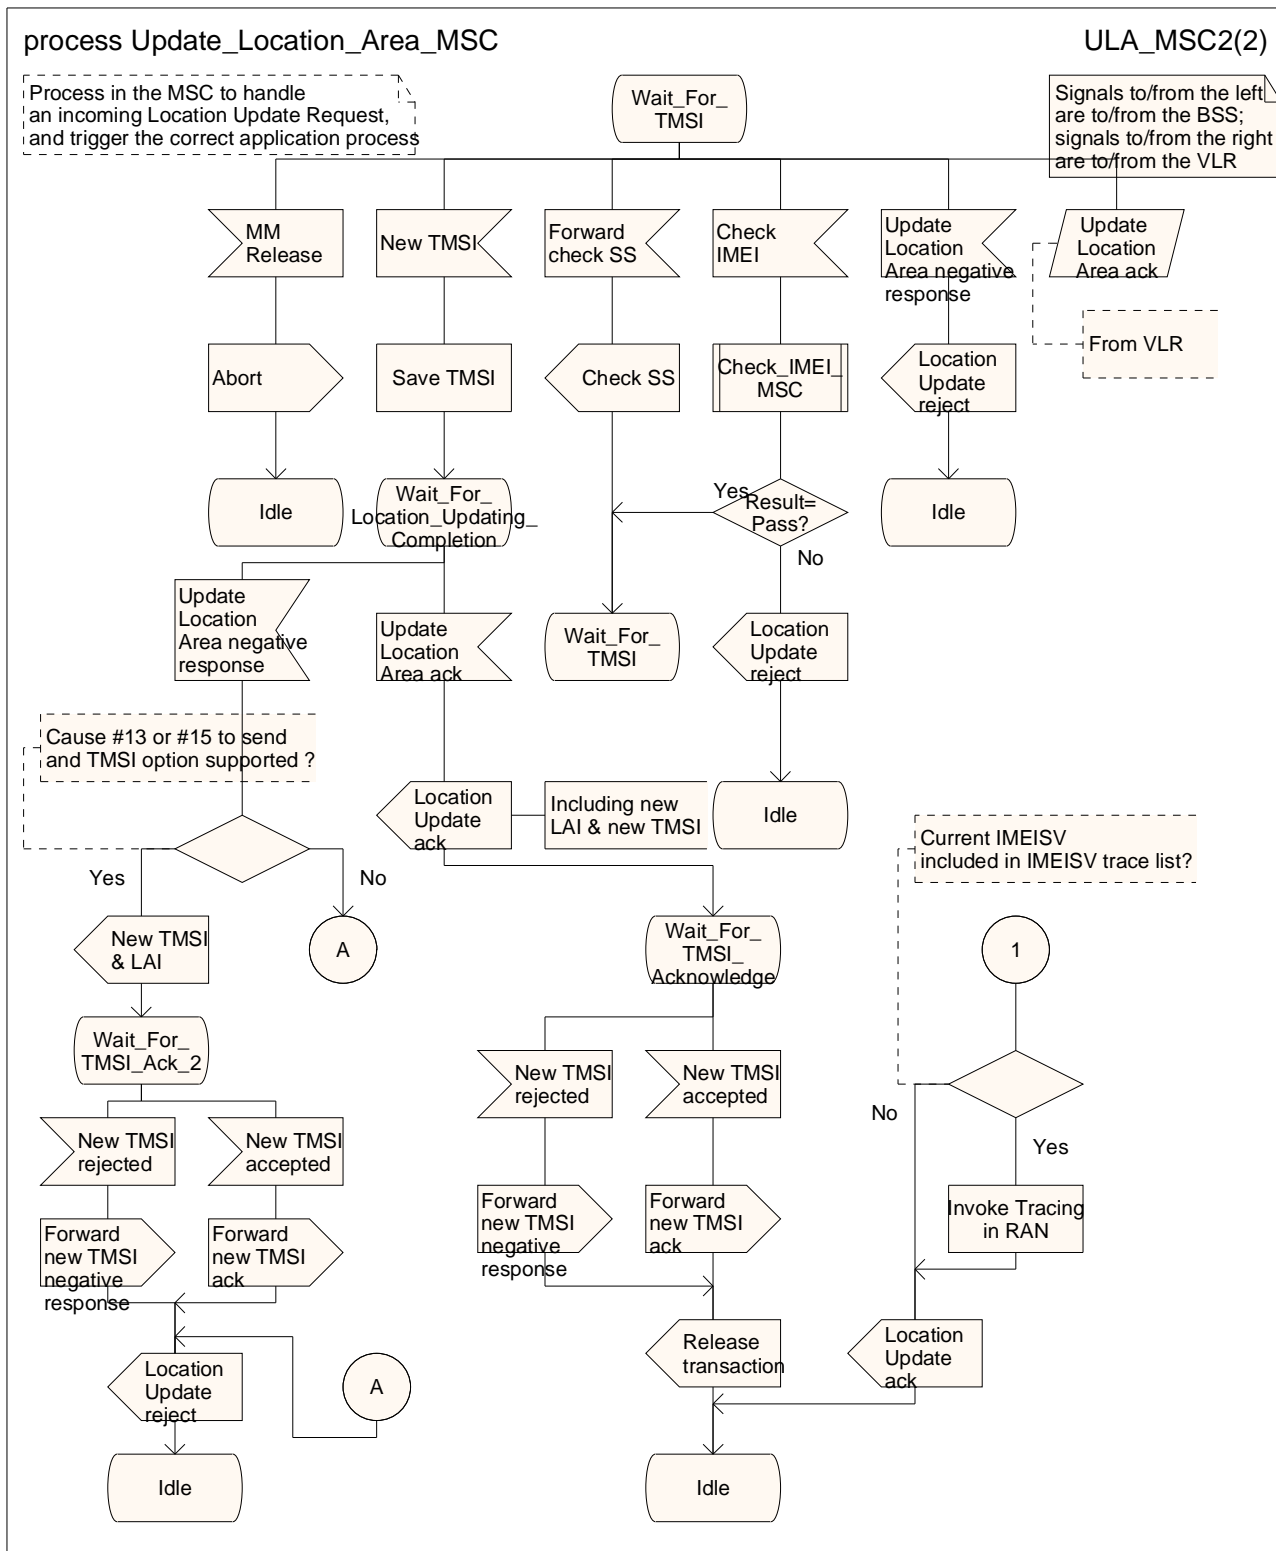 process Update_Location_Area_MSC
ULA_MSC2(2)
Process in the MSC to handle
an incoming Location Update Request,
and trigger the correct application process
Wait_For_
TMSI
Signals to/from the left
are to/from the BSS;
signals to/from the right
are to/from the VLR
MM
Release
New TMSI
Forward
check SS
Check
IMEI
Update
Location
Area negative
response
Update
Location
Area ack
From VLR
Abort
Save TMSI
Check SS
Check_IMEI_
MSC
Location
Update
reject
Idle
Wait_For_
Location_Updating_
Completion
Yes
Result=
Pass?
No
Idle
Update
Location
Area negative
response
Update
Location
Area ack
Wait_For_
TMSI
Location
Update
reject
Cause #13 or #15 to send
and TMSI option supported ?
Location
Update
ack
Including new
LAI & new TMSI
Idle
Current IMEISV
included in IMEISV trace list?
Yes
No
New TMSI
& LAI
A
Wait_For_
TMSI_
Acknowledge
1
Wait_For_
TMSI_Ack_2
New TMSI
rejected
New TMSI
accepted
No
Yes
New TMSI
rejected
New TMSI
accepted
Forward
new TMSI
negative
response
Forward
new TMSI
ack
Invoke Tracing
in RAN
Forward
new TMSI
negative
response
Forward
new TMSI
ack
Location
Update
reject
A
Release
transaction
Location
Update
ack
Idle
Idle